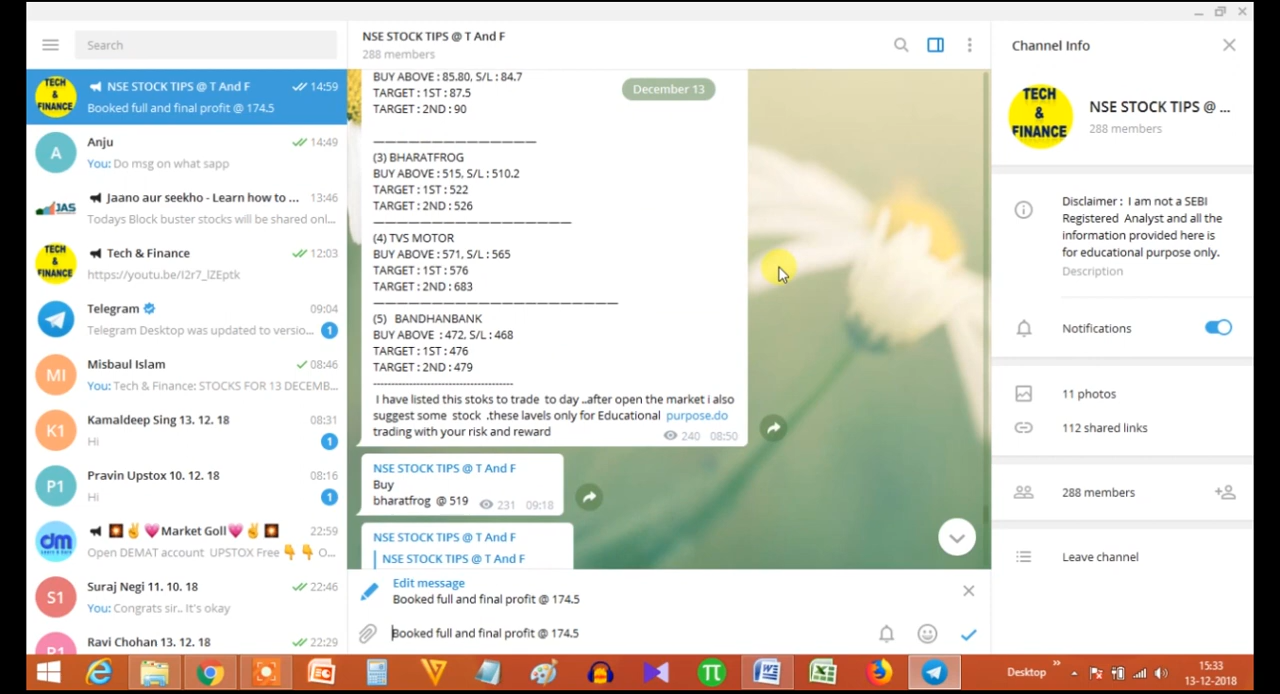 Search
TECH
&
FINANCE
NSE STOCK TIPS @ T And F
14:59
Booked full and final profit @ 174.5
A
Anju
14:49
You: Do msg on what sapp
JAS
Jaano aur seekho - Learn how to ...
13:46
Todays Block buster stocks will be shared onl...
TECH
&
FINANCE
Tech & Finance
12:03
https://youtu.be/I2r7_lZEptk
Telegram
09:04
Telegram Desktop was updated to versio...
1
MI
Misbaul Islam
08:46
You: Tech & Finance: STOCKS FOR 13 DECEMB...
K1
Kamaldeep Sing 13. 12. 18
08:31
Hi
1
P1
Pravin Upstox 10. 12. 18
08:16
Hi
1
dm
Market Goll
22:59
Open DEMAT account UPSTOX Free O...
S1
Suraj Negi 11. 10. 18
22:46
You: Congrats sir.. It's okay
Ravi Chohan 13. 12. 18
22:29
NSE STOCK TIPS @ T And F
288 members
December 13
BUY ABOVE : 85.80, S/L : 84.7
TARGET : 1ST : 87.5
TARGET : 2ND : 90
(3) BHARATFROG
BUY ABOVE : 515, S/L : 510.2
TARGET : 1ST : 522
TARGET : 2ND : 526
(4) TVS MOTOR
BUY ABOVE : 571, S/L : 565
TARGET : 1ST : 576
TARGET : 2ND : 683
(5) BANDHANBANK
BUY ABOVE : 472, S/L : 468
TARGET : 1ST : 476
TARGET : 2ND : 479
I have listed this stoks to trade to day ..after open the market i also
suggest some stock .these lavels only for Educational purpose.do
trading with your risk and reward
240 08:50
NSE STOCK TIPS @ T And F
Buy
bharatfrog @ 519
231 09:18
NSE STOCK TIPS @ T And F
NSE STOCK TIPS @ T And F
Edit message
Booked full and final profit @ 174.5
Booked full and final profit @ 174.5
Channel Info
TECH
&
FINANCE
NSE STOCK TIPS @ ...
288 members
Disclaimer : I am not a SEBI
Registered Analyst and all the
information provided here is
for educational purpose only.
Description
Notifications
11 photos
112 shared links
288 members
Leave channel
Desktop
15:33
13-12-2018